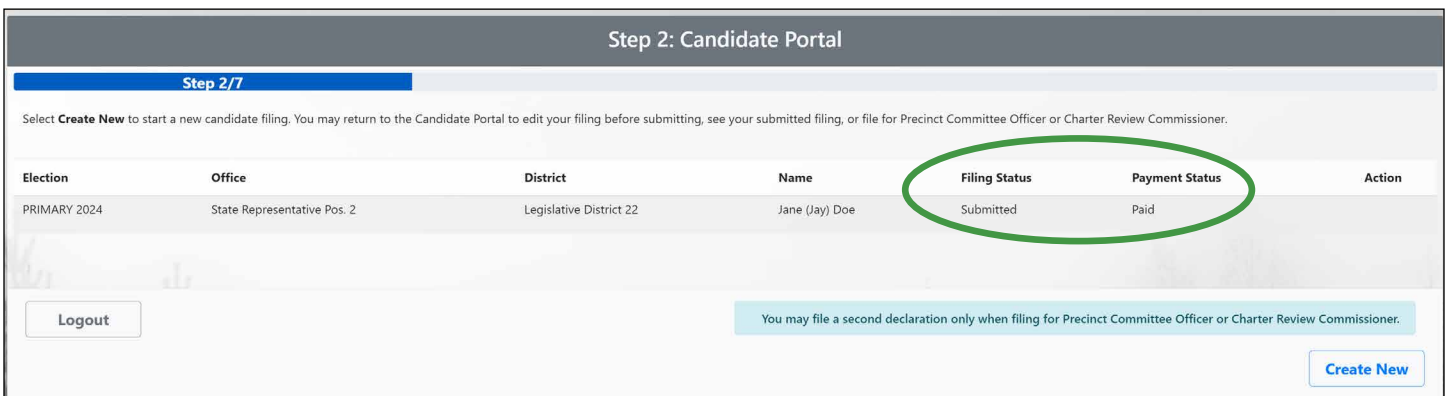 Step 2: Candidate Portal
Step 2/7
Select Create New to start a new candidate filing. You may return to the Candidate Portal to edit your filing before submitting, see your submitted filing, or file for Precinct Committee Officer or Charter Review Commissioner.
Election Office District Name Filing Status Payment Status Action
PRIMARY 2024 State Representative Pos. 2 Legislative District 22 Jane (Jay) Doe Submitted Paid
Logout
You may file a second declaration only when filing for Precinct Committee Officer or Charter Review Commissioner.
Create New